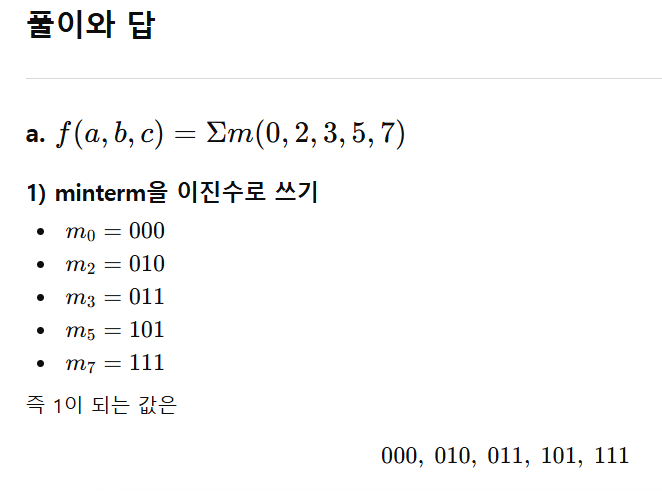 풀이와 답
a. f(a, b, c) = Σm(0, 2, 3, 5, 7)
1) minterm을 이진수로 쓰기
• m₀ = 000
• m₂ = 010
• m₃ = 011
• m₅ = 101
• m₇ = 111
즉 1이 되는 값은
000, 010, 011, 101, 111